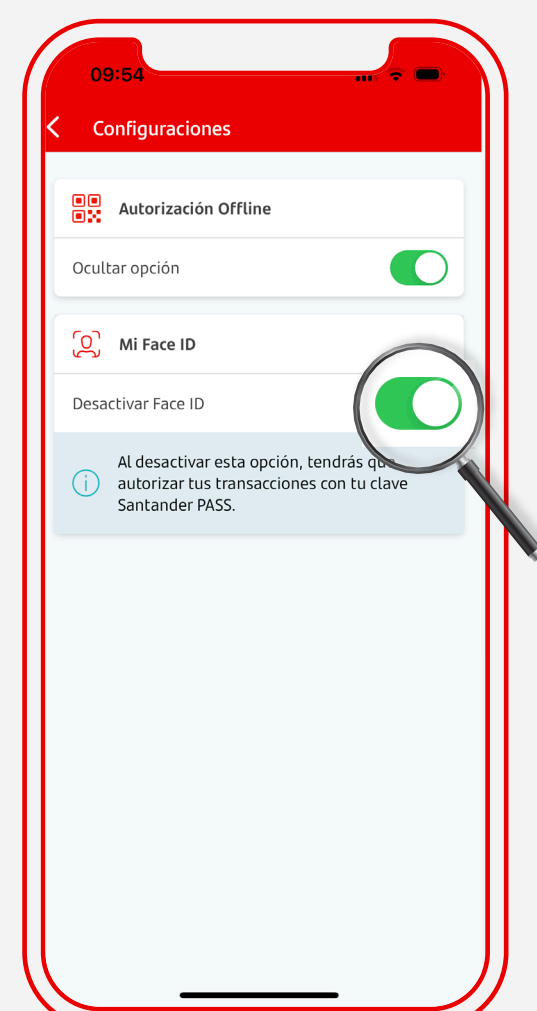 09:54
Configuraciones
Autorización Offline
Ocultar opción
Mi Face ID
Desactivar Face ID
Al desactivar esta opción, tendrás que
autorizar tus transacciones con tu clave
Santander PASS.